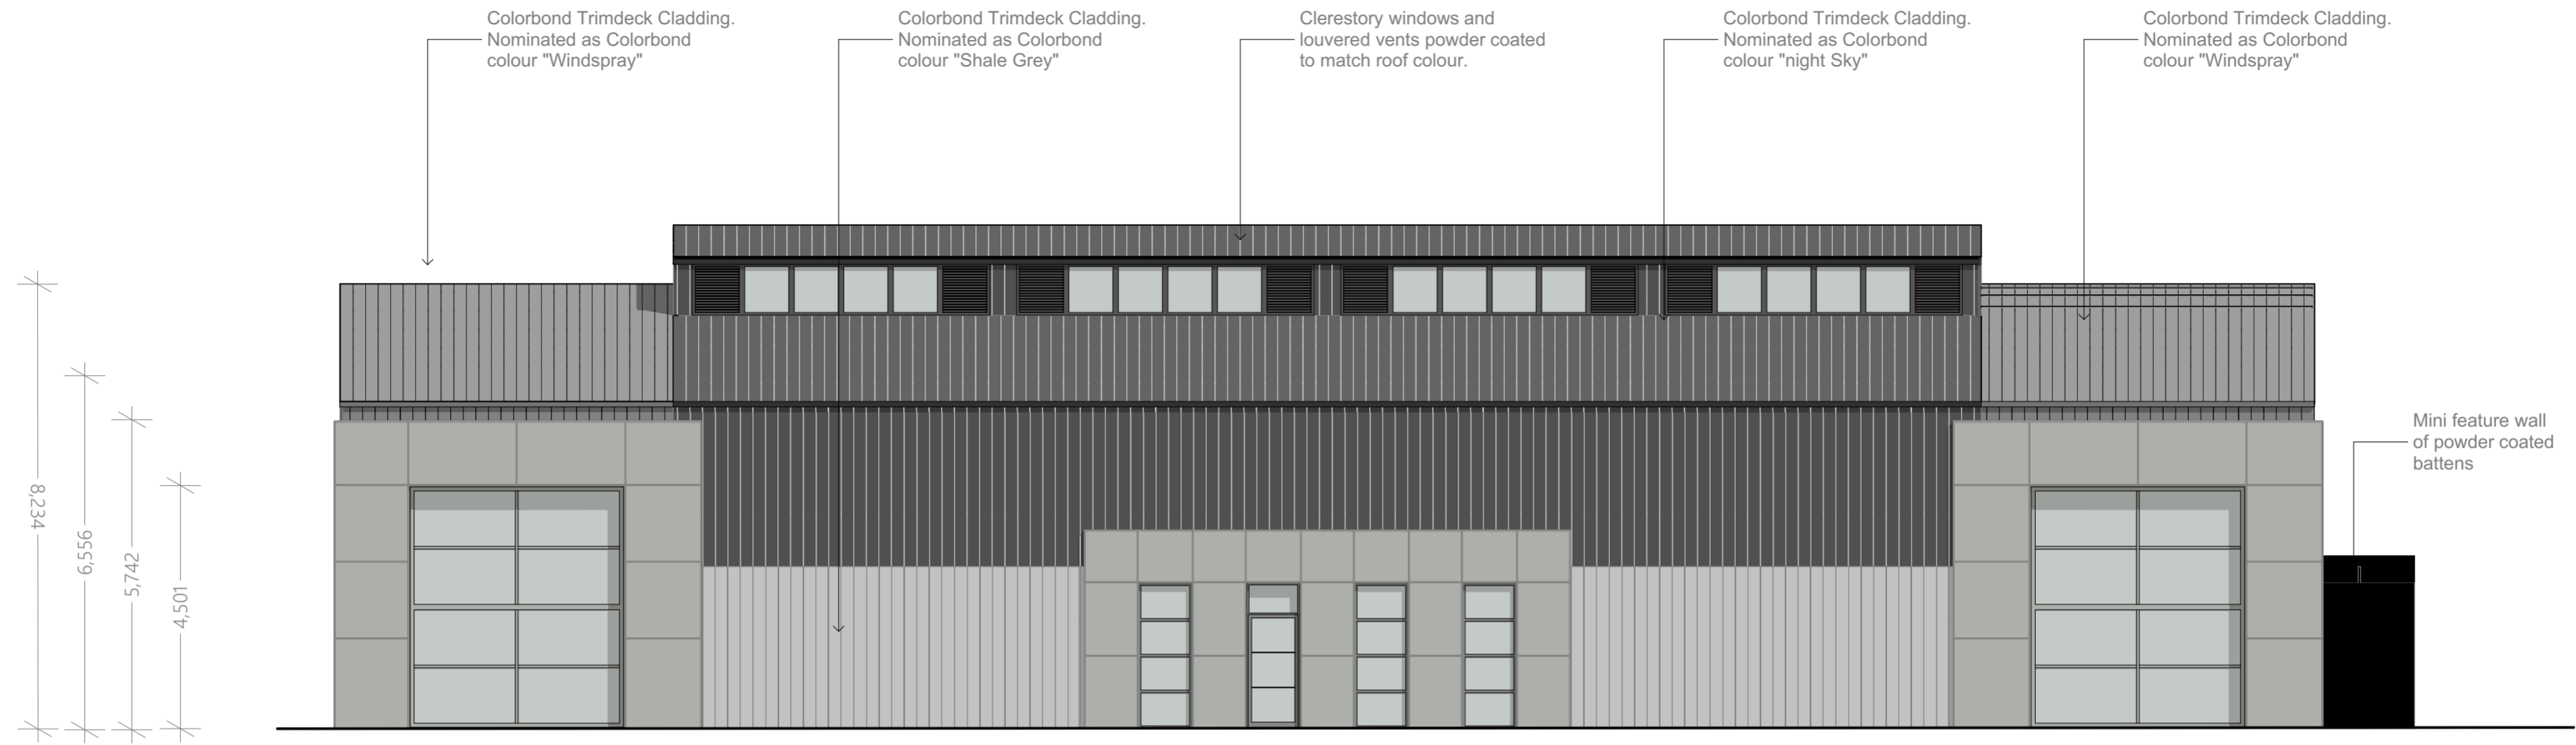 Colorbond Trimdeck Cladding.
Nominated as Colorbond
colour "Windspray"
Colorbond Trimdeck Cladding.
Nominated as Colorbond
colour "Shale Grey"
Clerestory windows and
louvered vents powder coated
to match roof colour.
Colorbond Trimdeck Cladding.
Nominated as Colorbond
colour "night Sky"
Colorbond Trimdeck Cladding.
Nominated as Colorbond
colour "Windspray"
Mini feature wall
of powder coated
battens
8,234
6,556
5,742
4,501